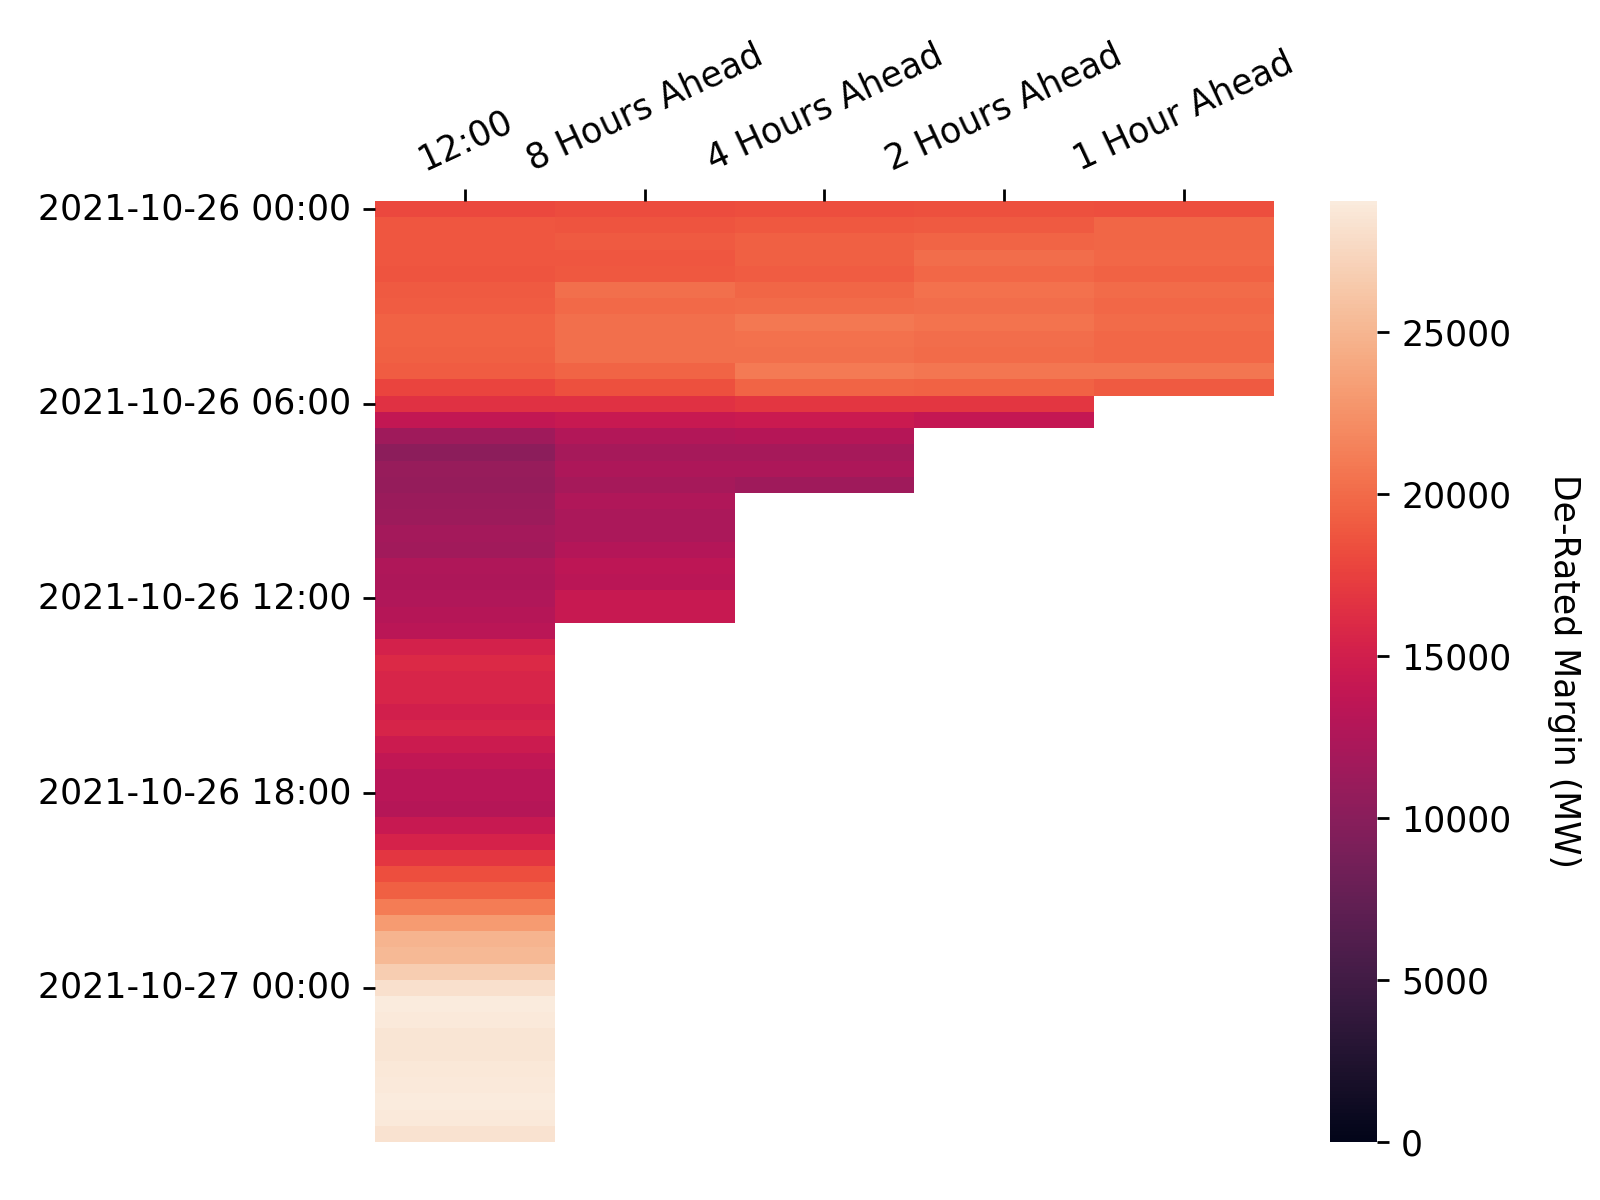 12:00
8 Hours Ahead
4 Hours Ahead
2 Hours Ahead
1 Hour Ahead
2021-10-26 00:00
2021-10-26 06:00
2021-10-26 12:00
2021-10-26 18:00
2021-10-27 00:00
25000
20000
15000
10000
5000
0
De-Rated Margin (MW)